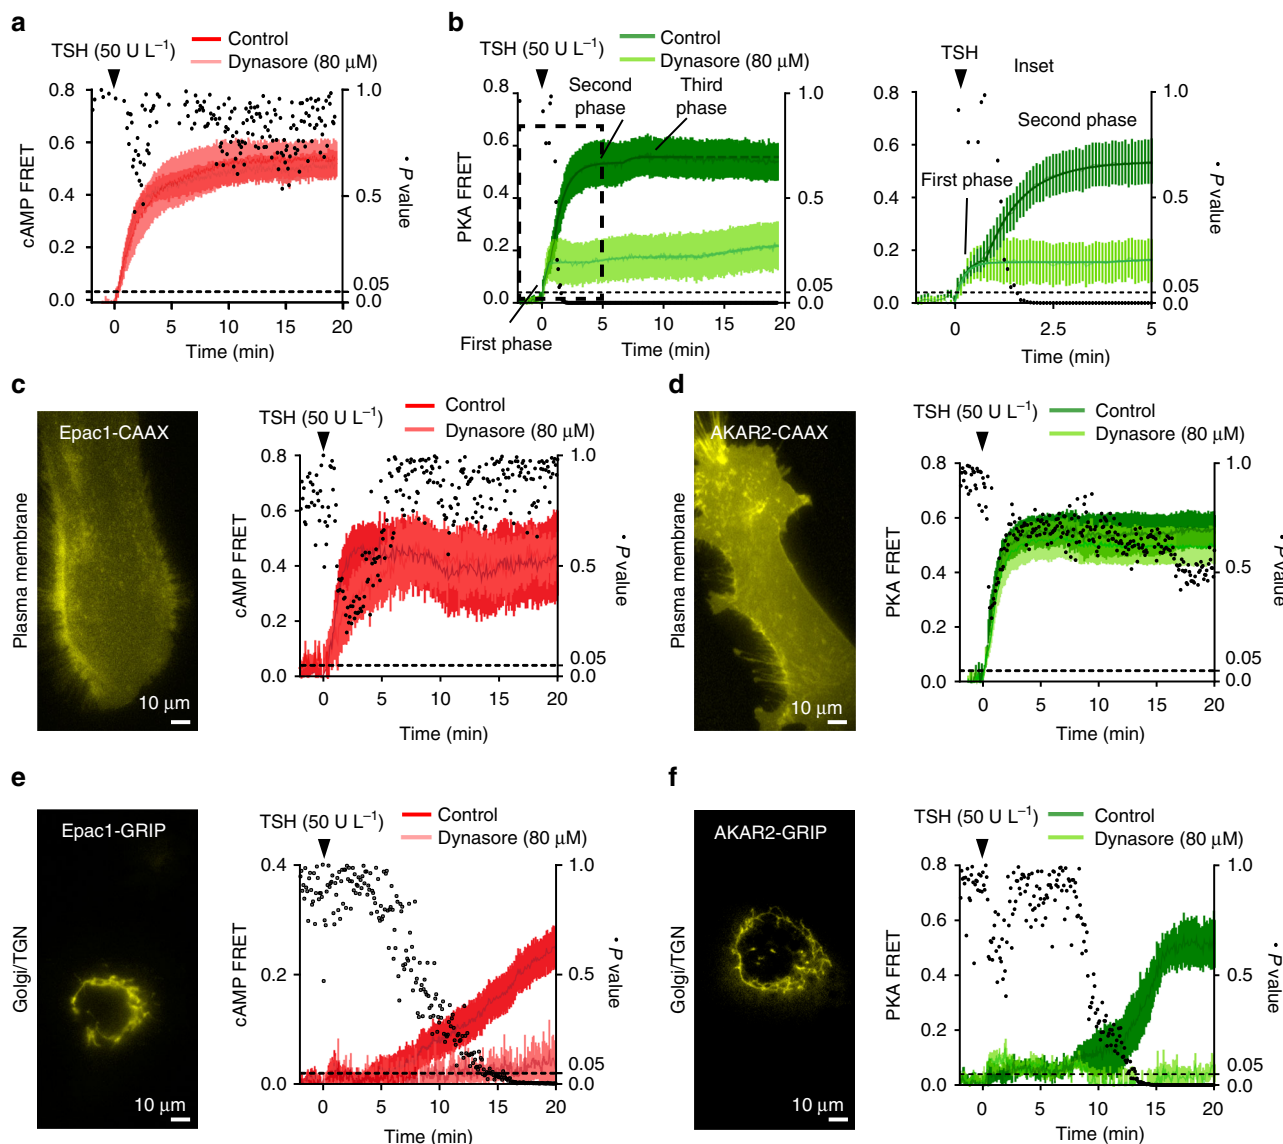 a
TSH (50 U L⁻¹)
Control
Dynasore (80 μM)
cAMP FRET
0.8
0.6
0.4
0.2
0.0
1.0
0.5
0.05
0.0
• P value
0 5 10 15 20
Time (min)
b
TSH (50 U L⁻¹)
Control
Dynasore (80 μM)
Second phase
Third phase
First phase
PKA FRET
0.8
0.6
0.4
0.2
0.0
1.0
0.5
0.05
0.0
0 5 10 15 20
Time (min)
TSH
Inset
Second phase
First phase
0.8
0.6
0.4
0.2
0.0
1.0
0.5
0.05
0.0
• P value
0 2.5 5
Time (min)
c
Plasma membrane
Epac1-CAAX
10 μm
TSH (50 U L⁻¹)
Control
Dynasore (80 μM)
cAMP FRET
0.8
0.6
0.4
0.2
0.0
1.0
0.5
0.05
0.0
• P value
0 5 10 15 20
Time (min)
d
Plasma membrane
AKAR2-CAAX
10 μm
TSH (50 U L⁻¹)
Control
Dynasore (80 μM)
PKA FRET
0.8
0.6
0.4
0.2
0.0
1.0
0.5
0.05
0.0
• P value
0 5 10 15 20
Time (min)
e
Golgi/TGN
Epac1-GRIP
10 μm
TSH (50 U L⁻¹)
Control
Dynasore (80 μM)
cAMP FRET
0.4
0.2
0.0
1.0
0.5
0.05
0.0
• P value
0 5 10 15 20
Time (min)
f
Golgi/TGN
AKAR2-GRIP
10 μm
TSH (50 U L⁻¹)
Control
Dynasore (80 μM)
PKA FRET
0.8
0.6
0.4
0.2
0.0
1.0
0.5
0.05
0.0
• P value
0 5 10 15 20
Time (min)